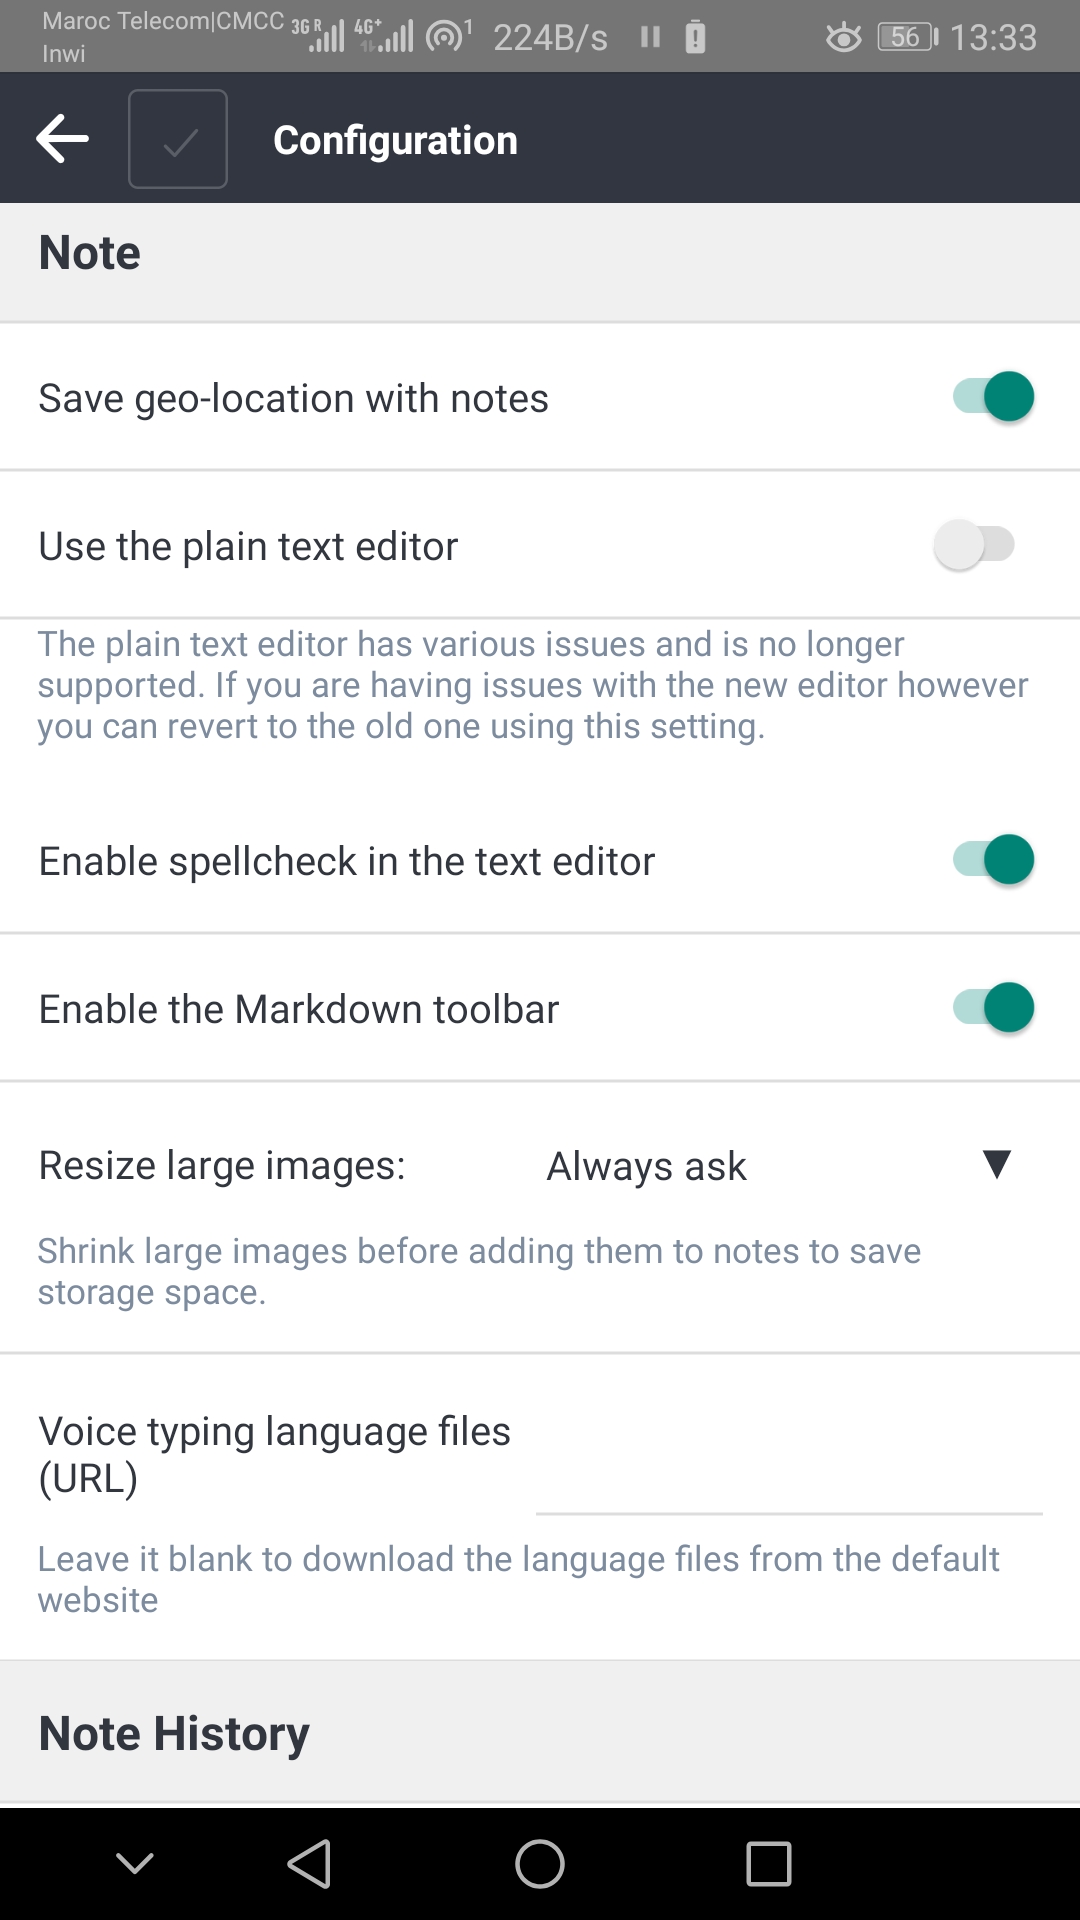 Maroc Telecom|CMCC 3G R 4G+ 1 224B/s 56 13:33
Inwi
Configuration
Note
Save geo-location with notes
Use the plain text editor
The plain text editor has various issues and is no longer
supported. If you are having issues with the new editor however
you can revert to the old one using this setting.
Enable spellcheck in the text editor
Enable the Markdown toolbar
Resize large images: Always ask
Shrink large images before adding them to notes to save
storage space.
Voice typing language files
(URL)
Leave it blank to download the language files from the default
website
Note History